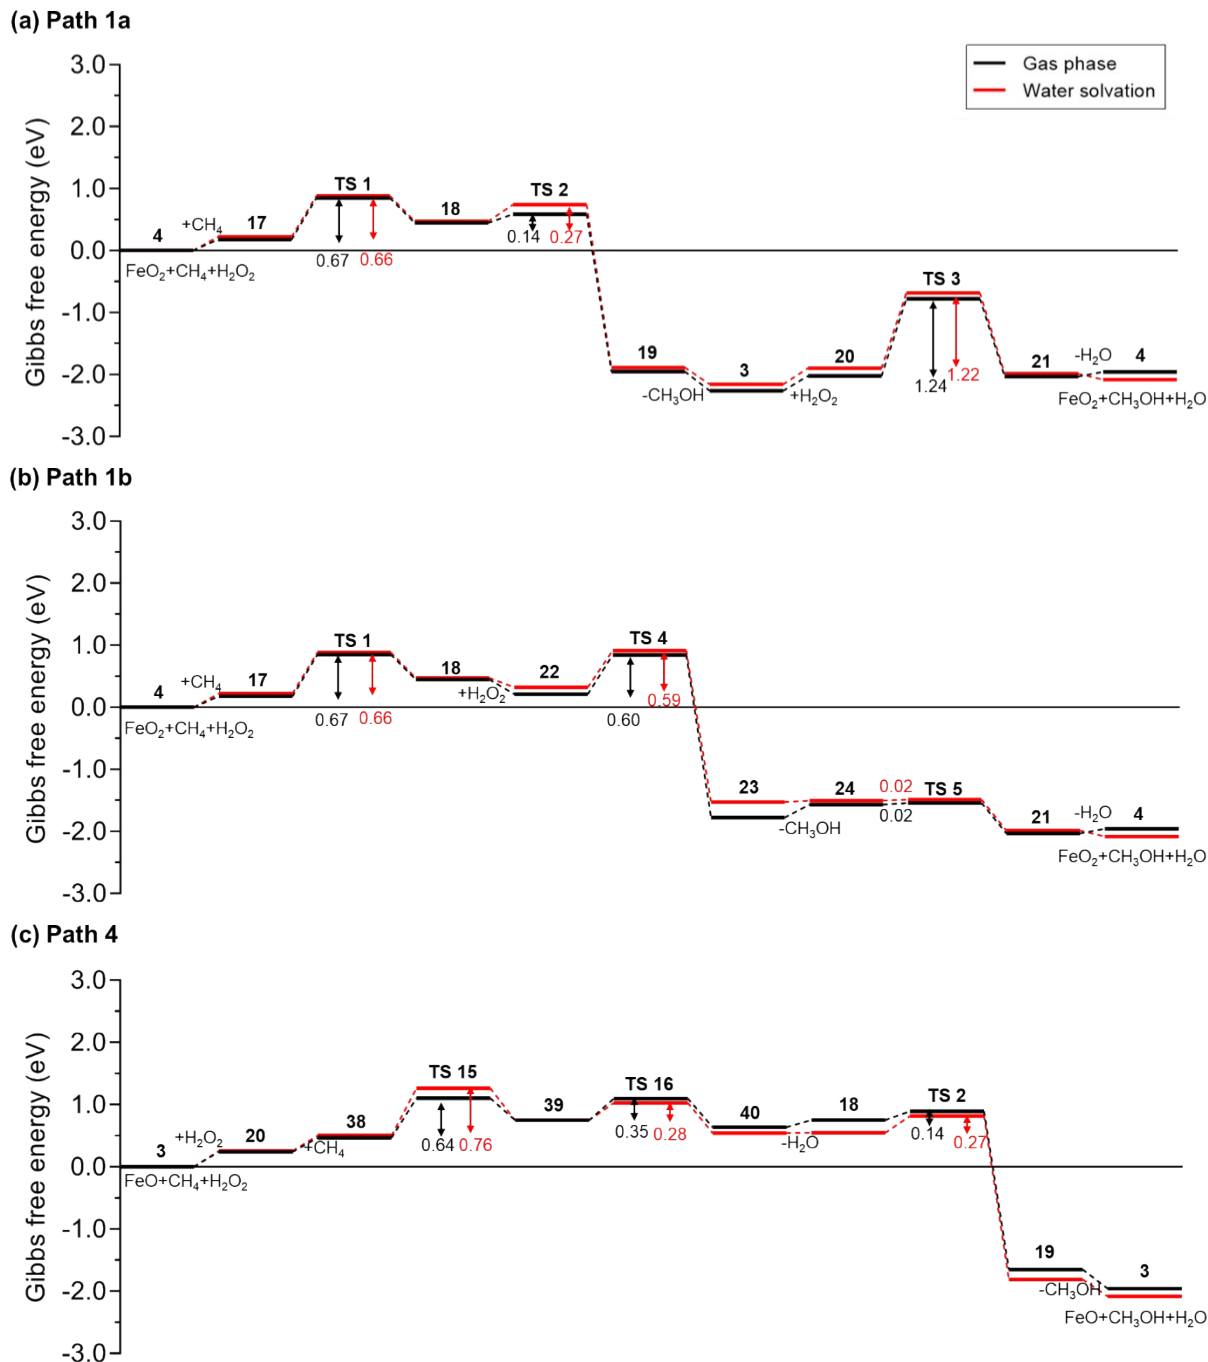 (a) Path 1a
Gas phase
Water solvation
Gibbs free energy (eV)
3.0
2.0
1.0
0.0
-1.0
-2.0
-3.0
4
+CH₄
17
TS 1
18
TS 2
FeO₂+CH₄+H₂O₂
0.67
0.66
0.14
0.27
19
-CH₃OH
3
+H₂O₂
20
TS 3
1.24
1.22
21
-H₂O
4
FeO₂+CH₃OH+H₂O
(b) Path 1b
Gibbs free energy (eV)
3.0
2.0
1.0
0.0
-1.0
-2.0
-3.0
4
+CH₄
17
TS 1
18
+H₂O₂
22
TS 4
FeO₂+CH₄+H₂O₂
0.67
0.66
0.60
0.59
23
-CH₃OH
24
0.02
0.02
TS 5
21
-H₂O
4
FeO₂+CH₃OH+H₂O
(c) Path 4
Gibbs free energy (eV)
3.0
2.0
1.0
0.0
-1.0
-2.0
-3.0
3
+H₂O₂
20
38
+CH₄
TS 15
39
TS 16
40
-H₂O
18
TS 2
FeO+CH₄+H₂O₂
0.64
0.76
0.35
0.28
0.14
0.27
19
-CH₃OH
3
FeO+CH₃OH+H₂O